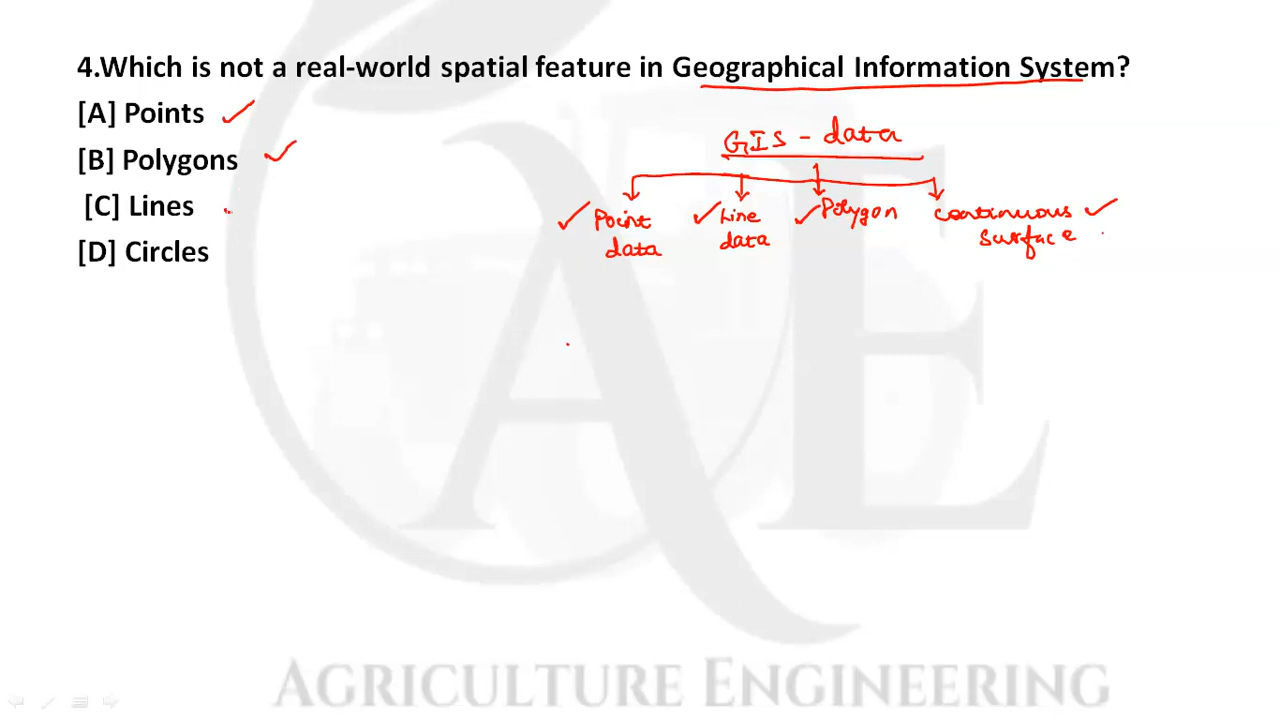 4.Which is not a real-world spatial feature in Geographical Information System?
[A] Points
[B] Polygons
[C] Lines
[D] Circles
GIS - data
Point data
Line data
Polygon
continuous surface
AE
AGRICULTURE ENGINEERING